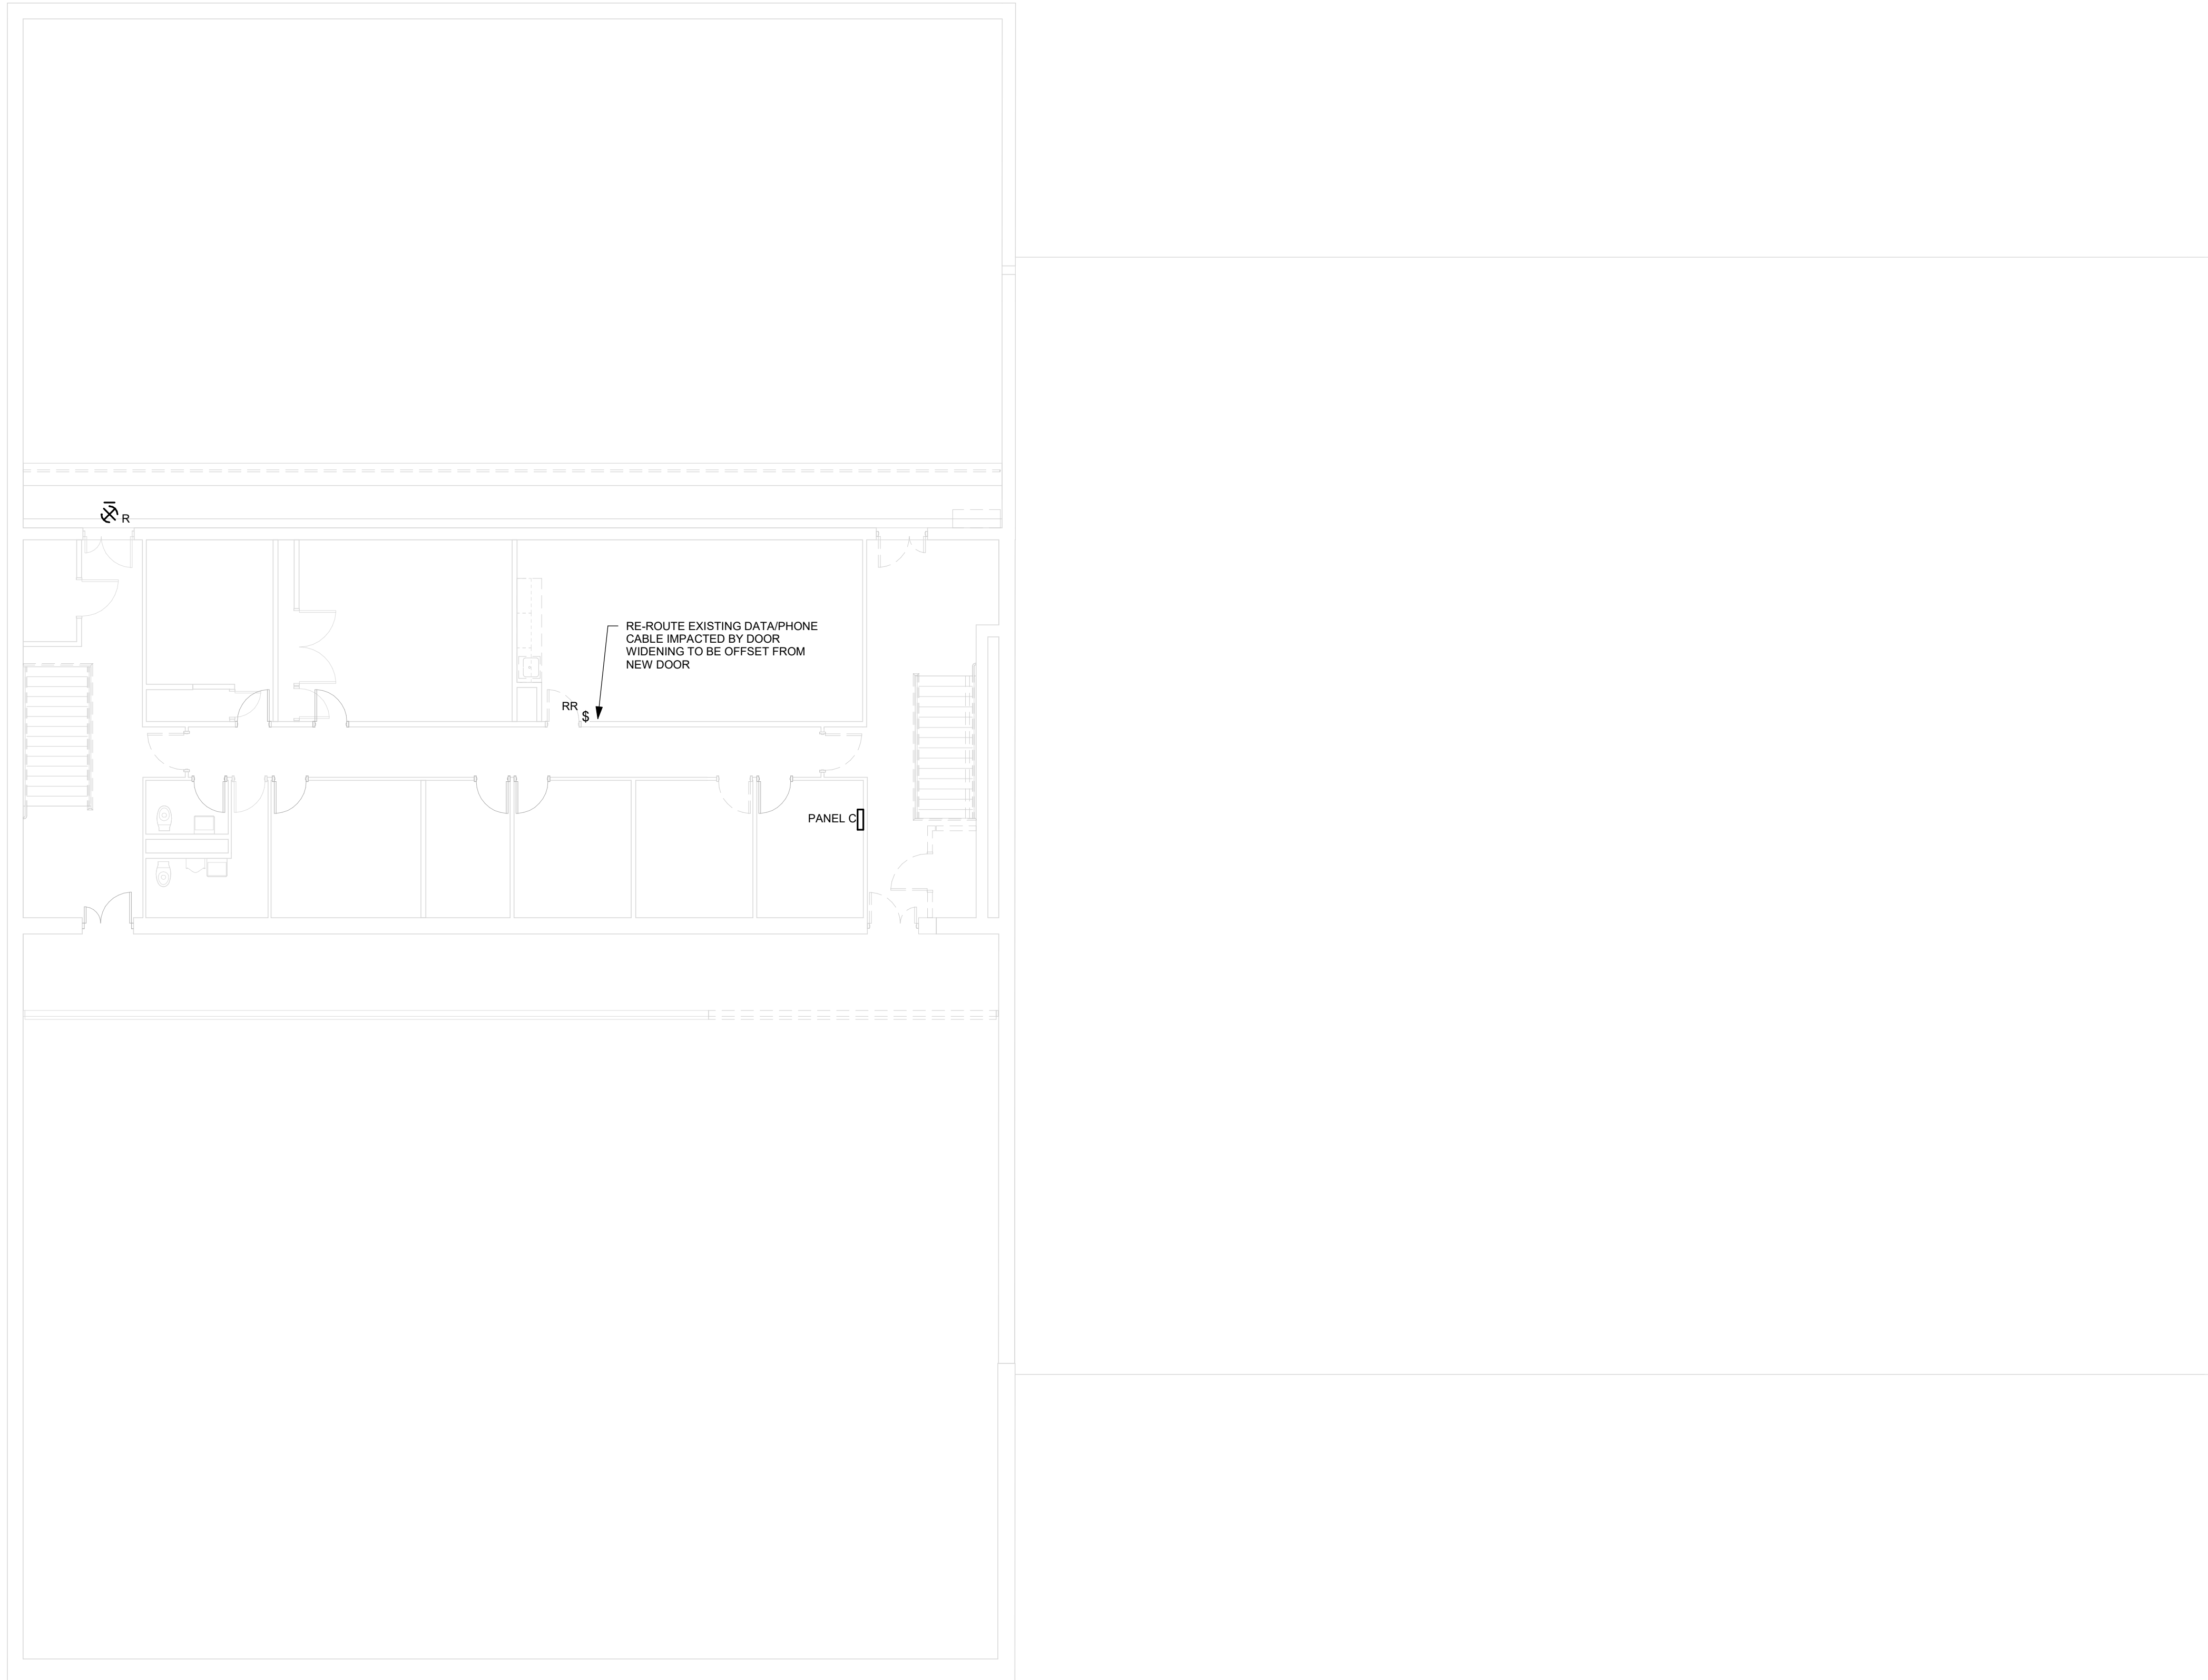 R
RE-ROUTE EXISTING DATA/PHONE
CABLE IMPACTED BY DOOR
WIDENING TO BE OFFSET FROM
NEW DOOR
RR
$
PANEL C